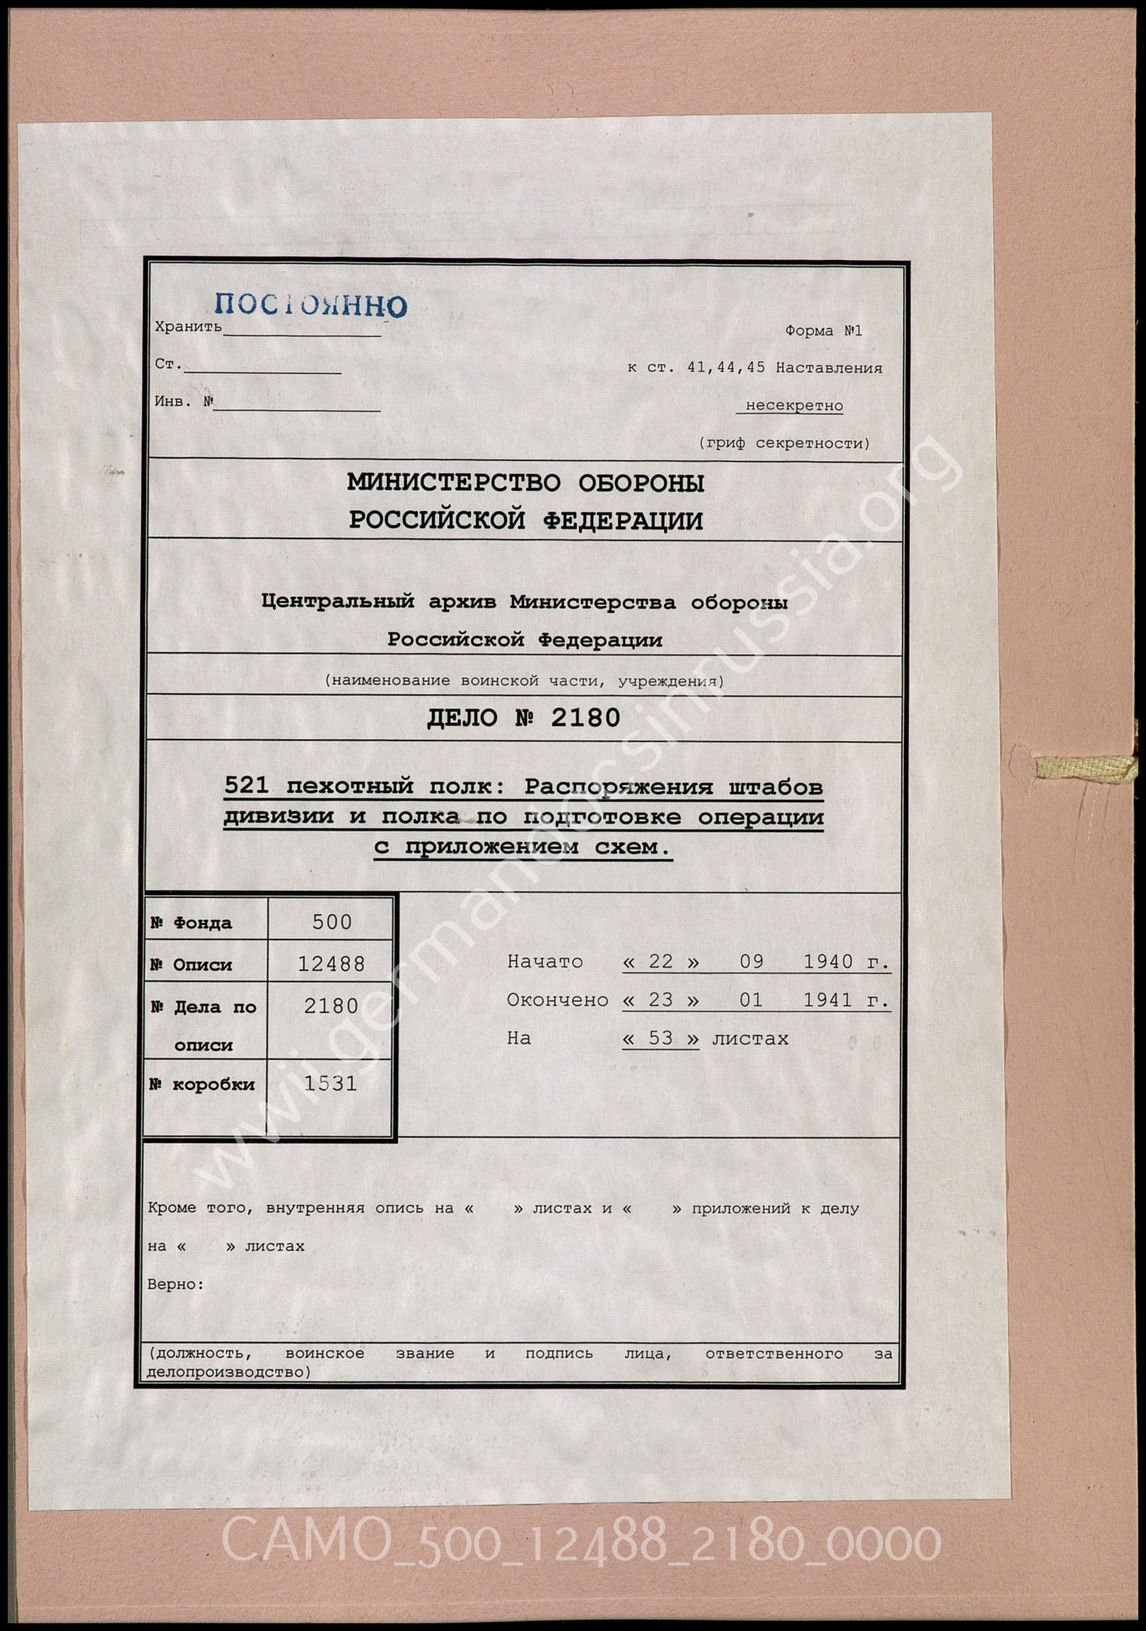 ПОСТОЯННО
Хранить
Форма №1
Ст.
к ст. 41,44,45 Наставления
Инв. №
несекретно
(гриф секретности)
МИНИСТЕРСТВО ОБОРОНЫ
РОССИЙСКОЙ ФЕДЕРАЦИИ
Центральный архив Министерства обороны
Российской Федерации
(наименование воинской части, учреждения)
ДЕЛО № 2180
521 пехотный полк: Распоряжения штабов
дивизии и полка по подготовке операции
с приложением схем.
№ Фонда 500
№ Описи 12488
№ Дела по 2180
описи
№ коробки 1531
Начато « 22 » 09 1940 г.
Окончено « 23 » 01 1941 г.
На « 53 » листах
Кроме того, внутренняя опись на « » листах и « » приложений к делу
на « » листах
Верно:
(должность, воинское звание и подпись лица, ответственного за
делопроизводство)
wwii.germandocsinrussia.org
CAMO_500_12488_2180_0000